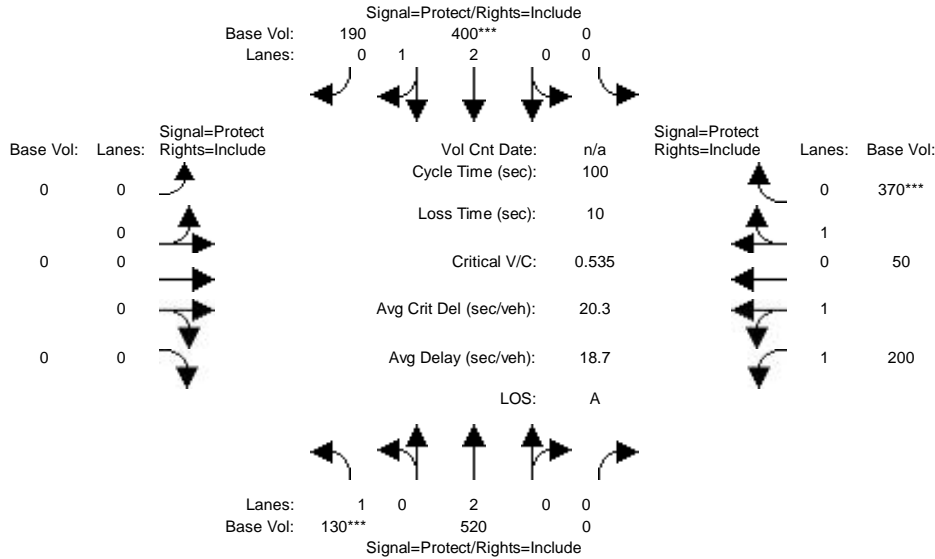 Signal=Protect/Rights=Include
Base Vol: 190 400*** 0
Lanes: 0 1 2 0 0
Signal=Protect
Base Vol: Lanes: Rights=Include
Vol Cnt Date: n/a
Signal=Protect
Rights=Include Lanes: Base Vol:
Cycle Time (sec): 100
0 0
0 370***
Loss Time (sec): 10
0
1
0 0
Critical V/C: 0.535
0 50
0
Avg Crit Del (sec/veh): 20.3
1
0 0
Avg Delay (sec/veh): 18.7
1 200
LOS: A
Lanes: 1 0 2 0 0
Base Vol: 130*** 520 0
Signal=Protect/Rights=Include